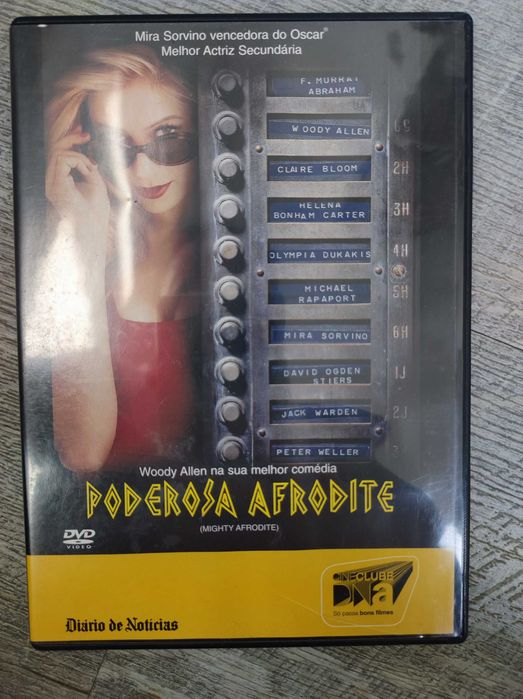 Mira Sorvino vencedora do Oscar®
Melhor Actriz Secundária
F. MURRAY
ABRAHAM
WOODY ALLEN
CLAIRE BLOOM
2H
HELENA
BONHAM CARTER
3H
OLYMPIA DUKAKIS
4H
MICHAEL
RAPAPORT
5H
MIRA SORVINO
6H
DAVID OGDEN
STIERS
1J
JACK WARDEN
2J
PETER WELLER
Woody Allen na sua melhor comédia
PODEROSA AFRODITE
(MIGHTY AFRODITE)
DVD
VIDEO
CINECLUBE
DNa
Só passa bons filmes
Diário de Notícias